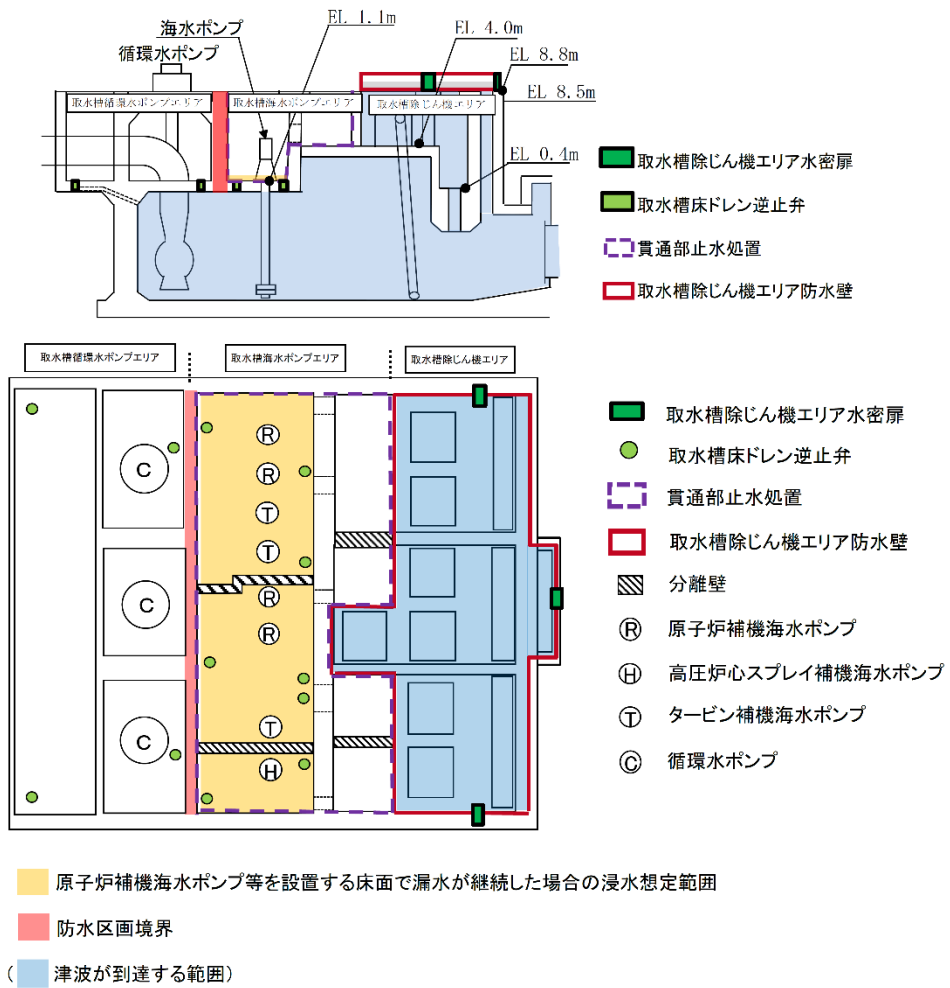 海水ポンプ
循環水ポンプ
EL 1.1m
EL 4.0m
EL 8.8m
EL 8.5m
取水槽循環水ポンプエリア
取水槽海水ポンプエリア
取水槽除じん機エリア
EL 0.4m
取水槽除じん機エリア水密扉
取水槽床ドレン逆止弁
貫通部止水処置
取水槽除じん機エリア防水壁
取水槽循環水ポンプエリア
取水槽海水ポンプエリア
取水槽除じん機エリア
C
C
C
R
R
T
T
R
R
T
H
取水槽除じん機エリア水密扉
取水槽床ドレン逆止弁
貫通部止水処置
取水槽除じん機エリア防水壁
分離壁
R 原子炉補機海水ポンプ
H 高圧炉心スプレイ補機海水ポンプ
T タービン補機海水ポンプ
C 循環水ポンプ
原子炉補機海水ポンプ等を設置する床面で漏水が継続した場合の浸水想定範囲
防水区画境界
( 津波が到達する範囲)